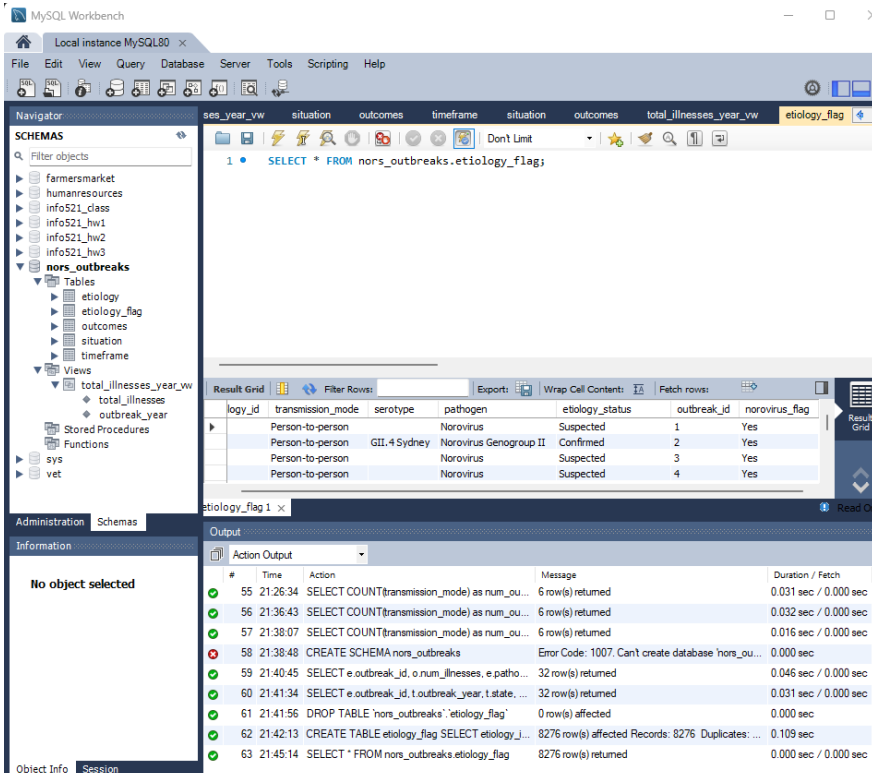 MySQL Workbench
Local instance MySQL80
File Edit View Query Database Server Tools Scripting Help
Navigator
SCHEMAS
Filter objects
farmersmarket
humanresources
info521_class
info521_hw1
info521_hw2
info521_hw3
nors_outbreaks
Tables
etiology
etiology_flag
outcomes
situation
timeframe
Views
total_illnesses_year_vw
total_illnesses
outbreak_year
Stored Procedures
Functions
sys
vet
Administration Schemas
Information
No object selected
Object Info Session
ses_year_vw situation outcomes timeframe situation outcomes total_illnesses_year_vw etiology_flag
Don't Limit
1 SELECT * FROM nors_outbreaks.etiology_flag;
Result Grid Filter Rows: Export: Wrap Cell Content: Fetch rows:
logy_id transmission_mode serotype pathogen etiology_status outbreak_id norovirus_flag
Person-to-person Norovirus Suspected 1 Yes
Person-to-person GII.4 Sydney Norovirus Genogroup II Confirmed 2 Yes
Person-to-person Norovirus Suspected 3 Yes
Person-to-person Norovirus Suspected 4 Yes
Result
Grid
etiology_flag 1
Read O
Output
Action Output
# Time Action Message Duration / Fetch
55 21:26:34 SELECT COUNT(transmission_mode) as num_ou... 6 row(s) returned 0.031 sec / 0.000 sec
56 21:36:43 SELECT COUNT(transmission_mode) as num_ou... 6 row(s) returned 0.032 sec / 0.000 sec
57 21:38:07 SELECT COUNT(transmission_mode) as num_ou... 6 row(s) returned 0.016 sec / 0.000 sec
58 21:38:48 CREATE SCHEMA nors_outbreaks Error Code: 1007. Can't create database 'nors_ou... 0.000 sec
59 21:40:45 SELECT e.outbreak_id, o.num_illnesses, e.patho... 32 row(s) returned 0.046 sec / 0.000 sec
60 21:41:34 SELECT e.outbreak_id, t.outbreak_year, t.state, ... 32 row(s) returned 0.031 sec / 0.000 sec
61 21:41:56 DROP TABLE `nors_outbreaks`.`etiology_flag` 0 row(s) affected 0.000 sec
62 21:42:13 CREATE TABLE etiology_flag SELECT etiology_i... 8276 row(s) affected Records: 8276 Duplicates: ... 0.109 sec
63 21:45:14 SELECT * FROM nors_outbreaks.etiology_flag 8276 row(s) returned 0.000 sec / 0.000 sec